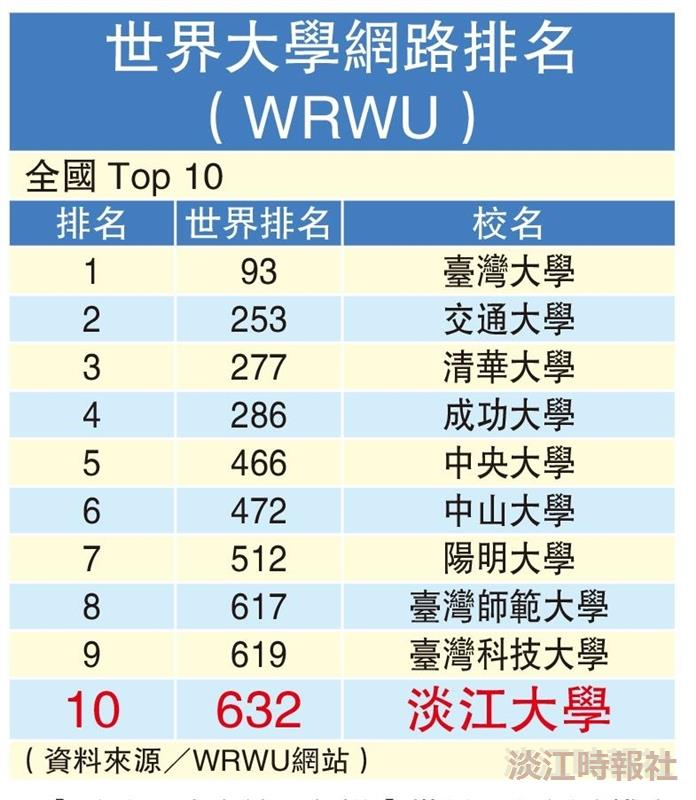 世界大學網路排名
（WRWU）
全國 Top 10
排名 世界排名 校名
1 93 臺灣大學
2 253 交通大學
3 277 清華大學
4 286 成功大學
5 466 中央大學
6 472 中山大學
7 512 陽明大學
8 617 臺灣師範大學
9 619 臺灣科技大學
10 632 淡江大學
（資料來源／WRWU網站）
淡江時報社